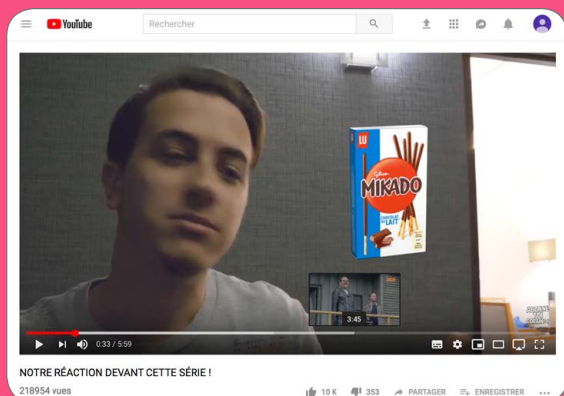 YouTube
Rechercher
LU
MIKADO
CHOCOLAT
AU LAIT
3:45
0:33 / 5:59
NOTRE RÉACTION DEVANT CETTE SÉRIE !
218954 vues
10 K
353
PARTAGER
ENREGISTRER